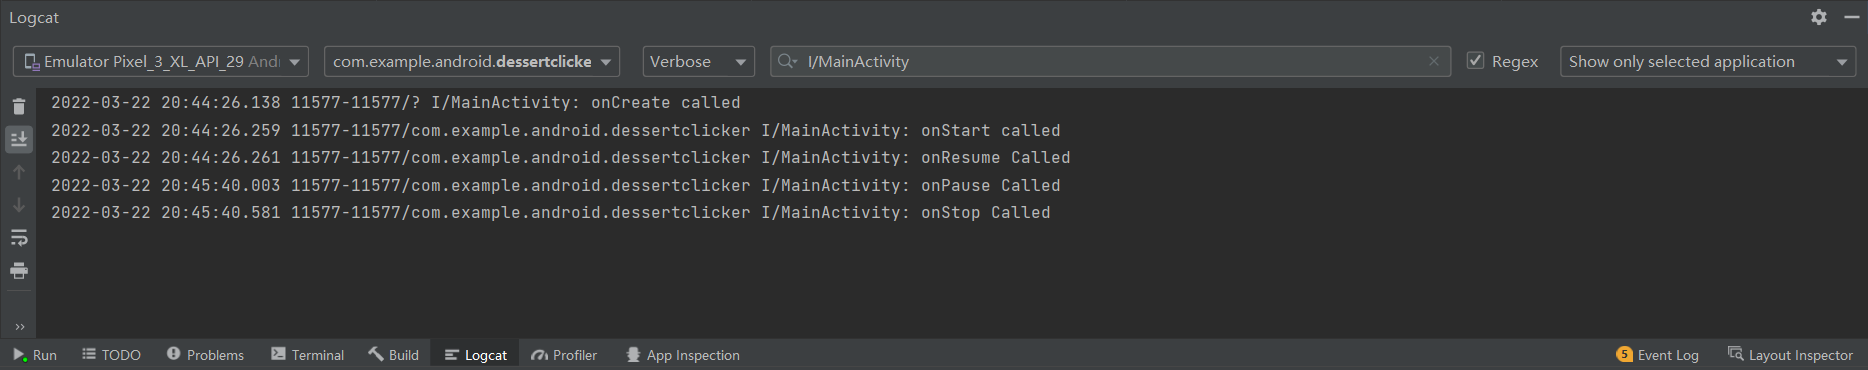 Logcat
Emulator Pixel_3_XL_API_29 Andr com.example.android.dessertclicke Verbose I/MainActivity Regex Show only selected application
2022-03-22 20:44:26.138 11577-11577/? I/MainActivity: onCreate called
2022-03-22 20:44:26.259 11577-11577/com.example.android.dessertclicker I/MainActivity: onStart called
2022-03-22 20:44:26.261 11577-11577/com.example.android.dessertclicker I/MainActivity: onResume Called
2022-03-22 20:45:40.003 11577-11577/com.example.android.dessertclicker I/MainActivity: onPause Called
2022-03-22 20:45:40.581 11577-11577/com.example.android.dessertclicker I/MainActivity: onStop Called
Run TODO Problems Terminal Build Logcat Profiler App Inspection 5 Event Log Layout Inspector